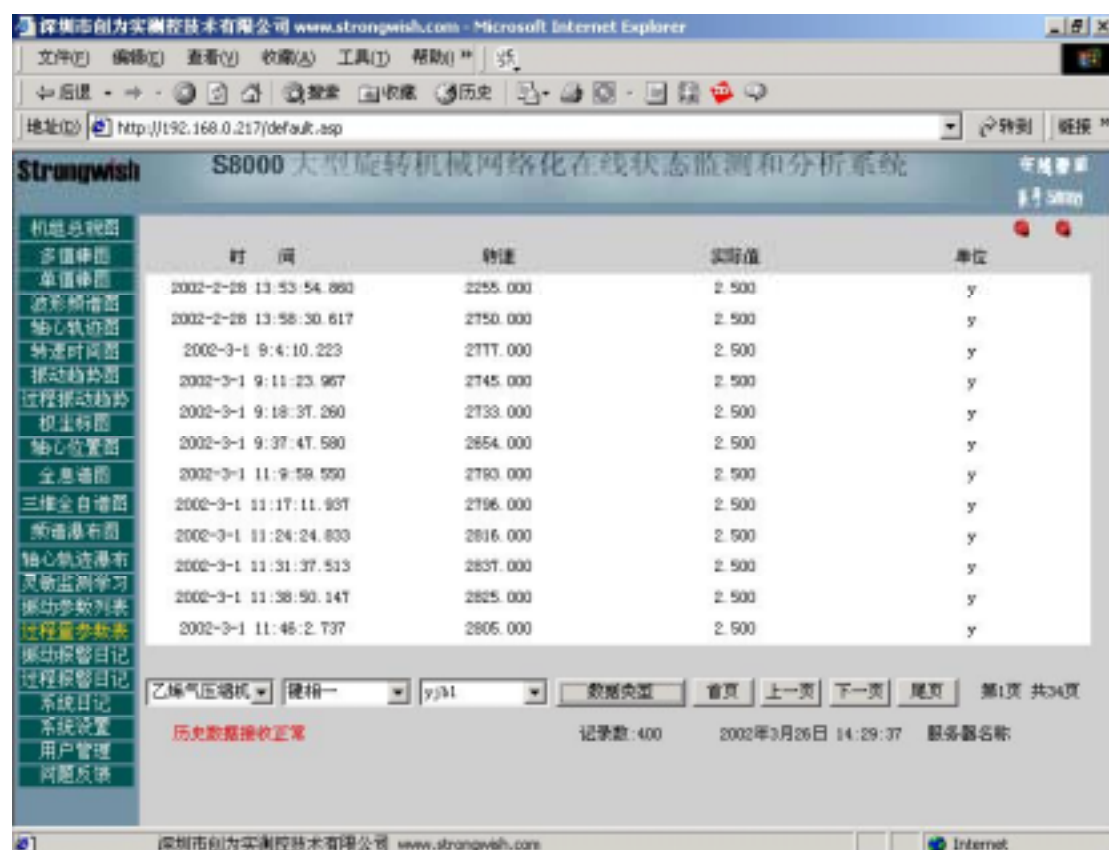 深圳市创为实测控技术有限公司 www.strongwish.com - Microsoft Internet Explorer
文件(F) 编辑(E) 查看(V) 收藏(A) 工具(T) 帮助(H) »
后退 搜索 收藏 历史
地址(D) http://192.168.0.217/default.asp 转到 链接 »
Strongwish S8000 大型旋转机械网络化在线状态监测和分析系统
机组总貌图
多值棒图
单值棒图
波形频谱图
轴心轨迹图
转速时间图
振动趋势图
过程振动趋势
极坐标图
轴心位置图
全息谱图
三维全自谱图
频谱瀑布图
轴心轨迹瀑布
灵敏监测学习
振动参数列表
过程量参数表
振动报警日记
过程报警日记
系统日记
系统设置
用户管理
问题反馈
时 间 转速 实际值 单位
2002-2-28 13:53:54.860 2255.000 2.500 y
2002-2-28 13:58:30.617 2750.000 2.500 y
2002-3-1 9:4:10.223 2777.000 2.500 y
2002-3-1 9:11:23.967 2745.000 2.500 y
2002-3-1 9:18:37.260 2733.000 2.500 y
2002-3-1 9:37:47.580 2654.000 2.500 y
2002-3-1 11:9:59.550 2793.000 2.500 y
2002-3-1 11:17:11.937 2796.000 2.500 y
2002-3-1 11:24:24.833 2816.000 2.500 y
2002-3-1 11:31:37.513 2837.000 2.500 y
2002-3-1 11:38:50.147 2825.000 2.500 y
2002-3-1 11:46:2.737 2805.000 2.500 y
乙烯气压缩机 键相一 yjhl 数据类型 首页 上一页 下一页 尾页 第1页 共34页
历史数据接收正常 记录数:400 2002年3月26日 14:29:37 服务器名称
深圳市创为实测控技术有限公司 www.strongwish.com Internet